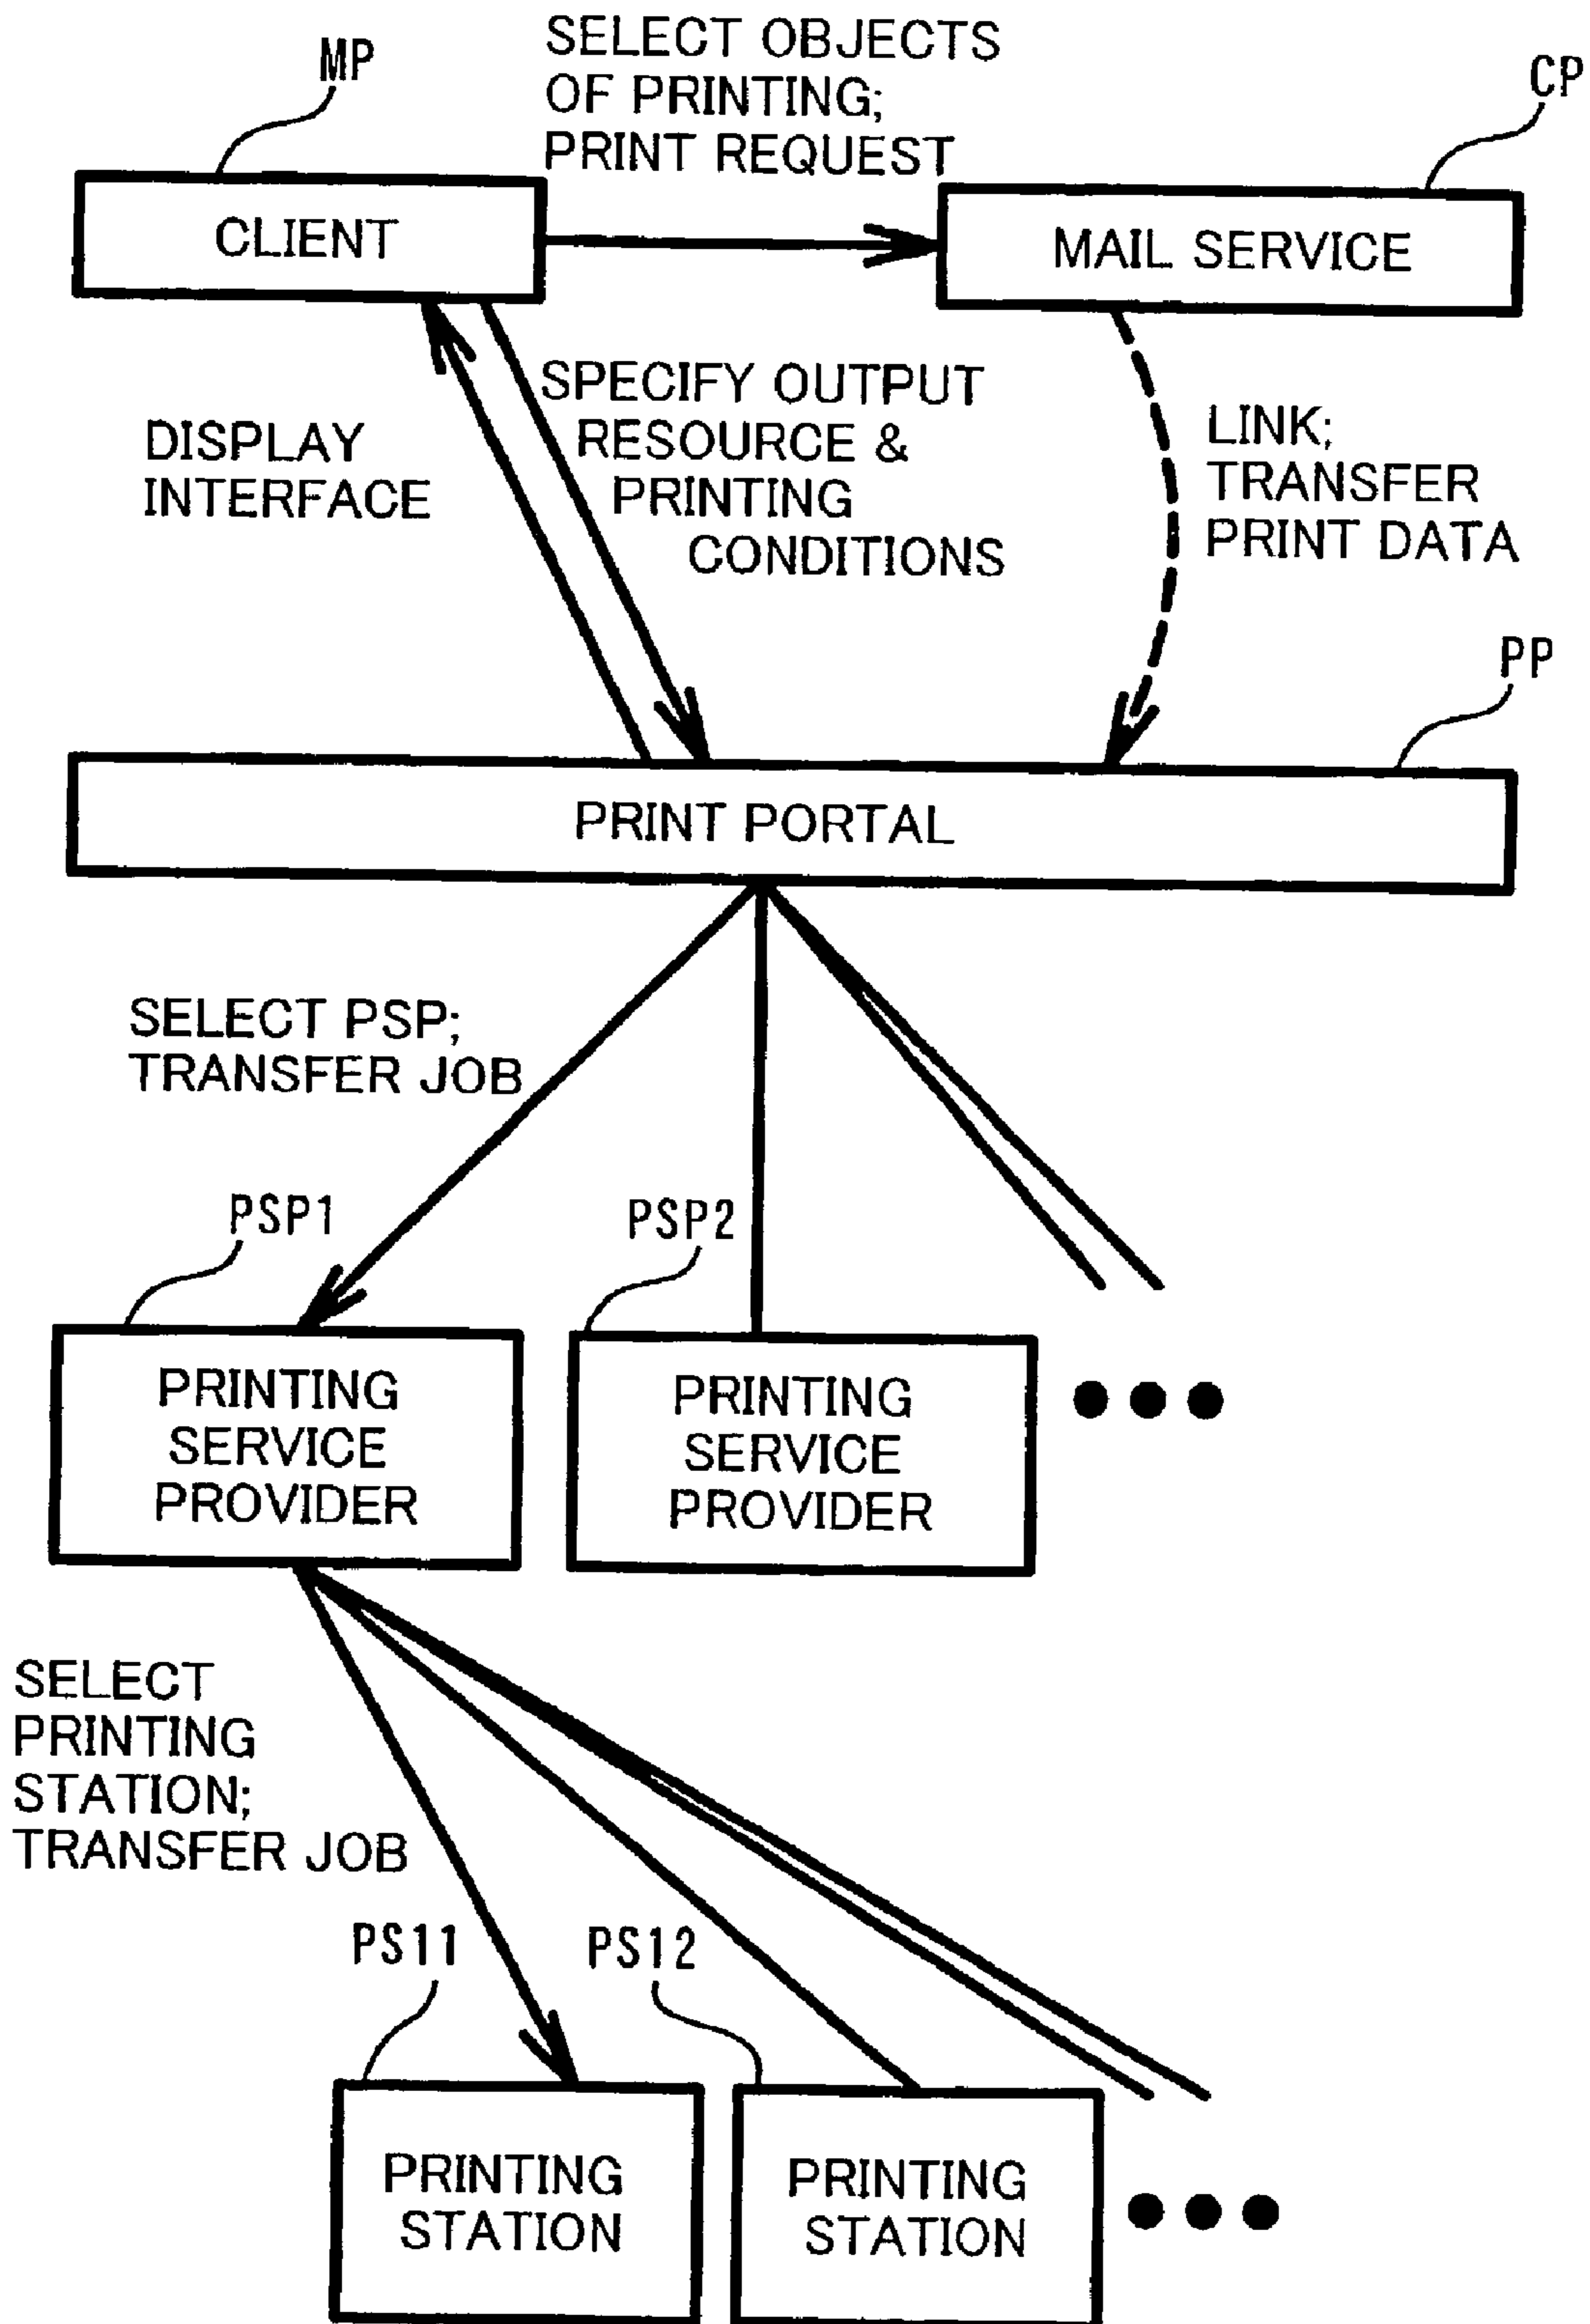 MP
SELECT OBJECTS
OF PRINTING;
PRINT REQUEST
CP
CLIENT
MAIL SERVICE
DISPLAY
INTERFACE
SPECIFY OUTPUT
RESOURCE &
PRINTING
CONDITIONS
LINK;
TRANSFER
PRINT DATA
PP
PRINT PORTAL
SELECT PSP;
TRANSFER JOB
PSP1
PSP2
PRINTING
SERVICE
PROVIDER
PRINTING
SERVICE
PROVIDER
SELECT
PRINTING
STATION;
TRANSFER JOB
PS11
PS12
PRINTING
STATION
PRINTING
STATION